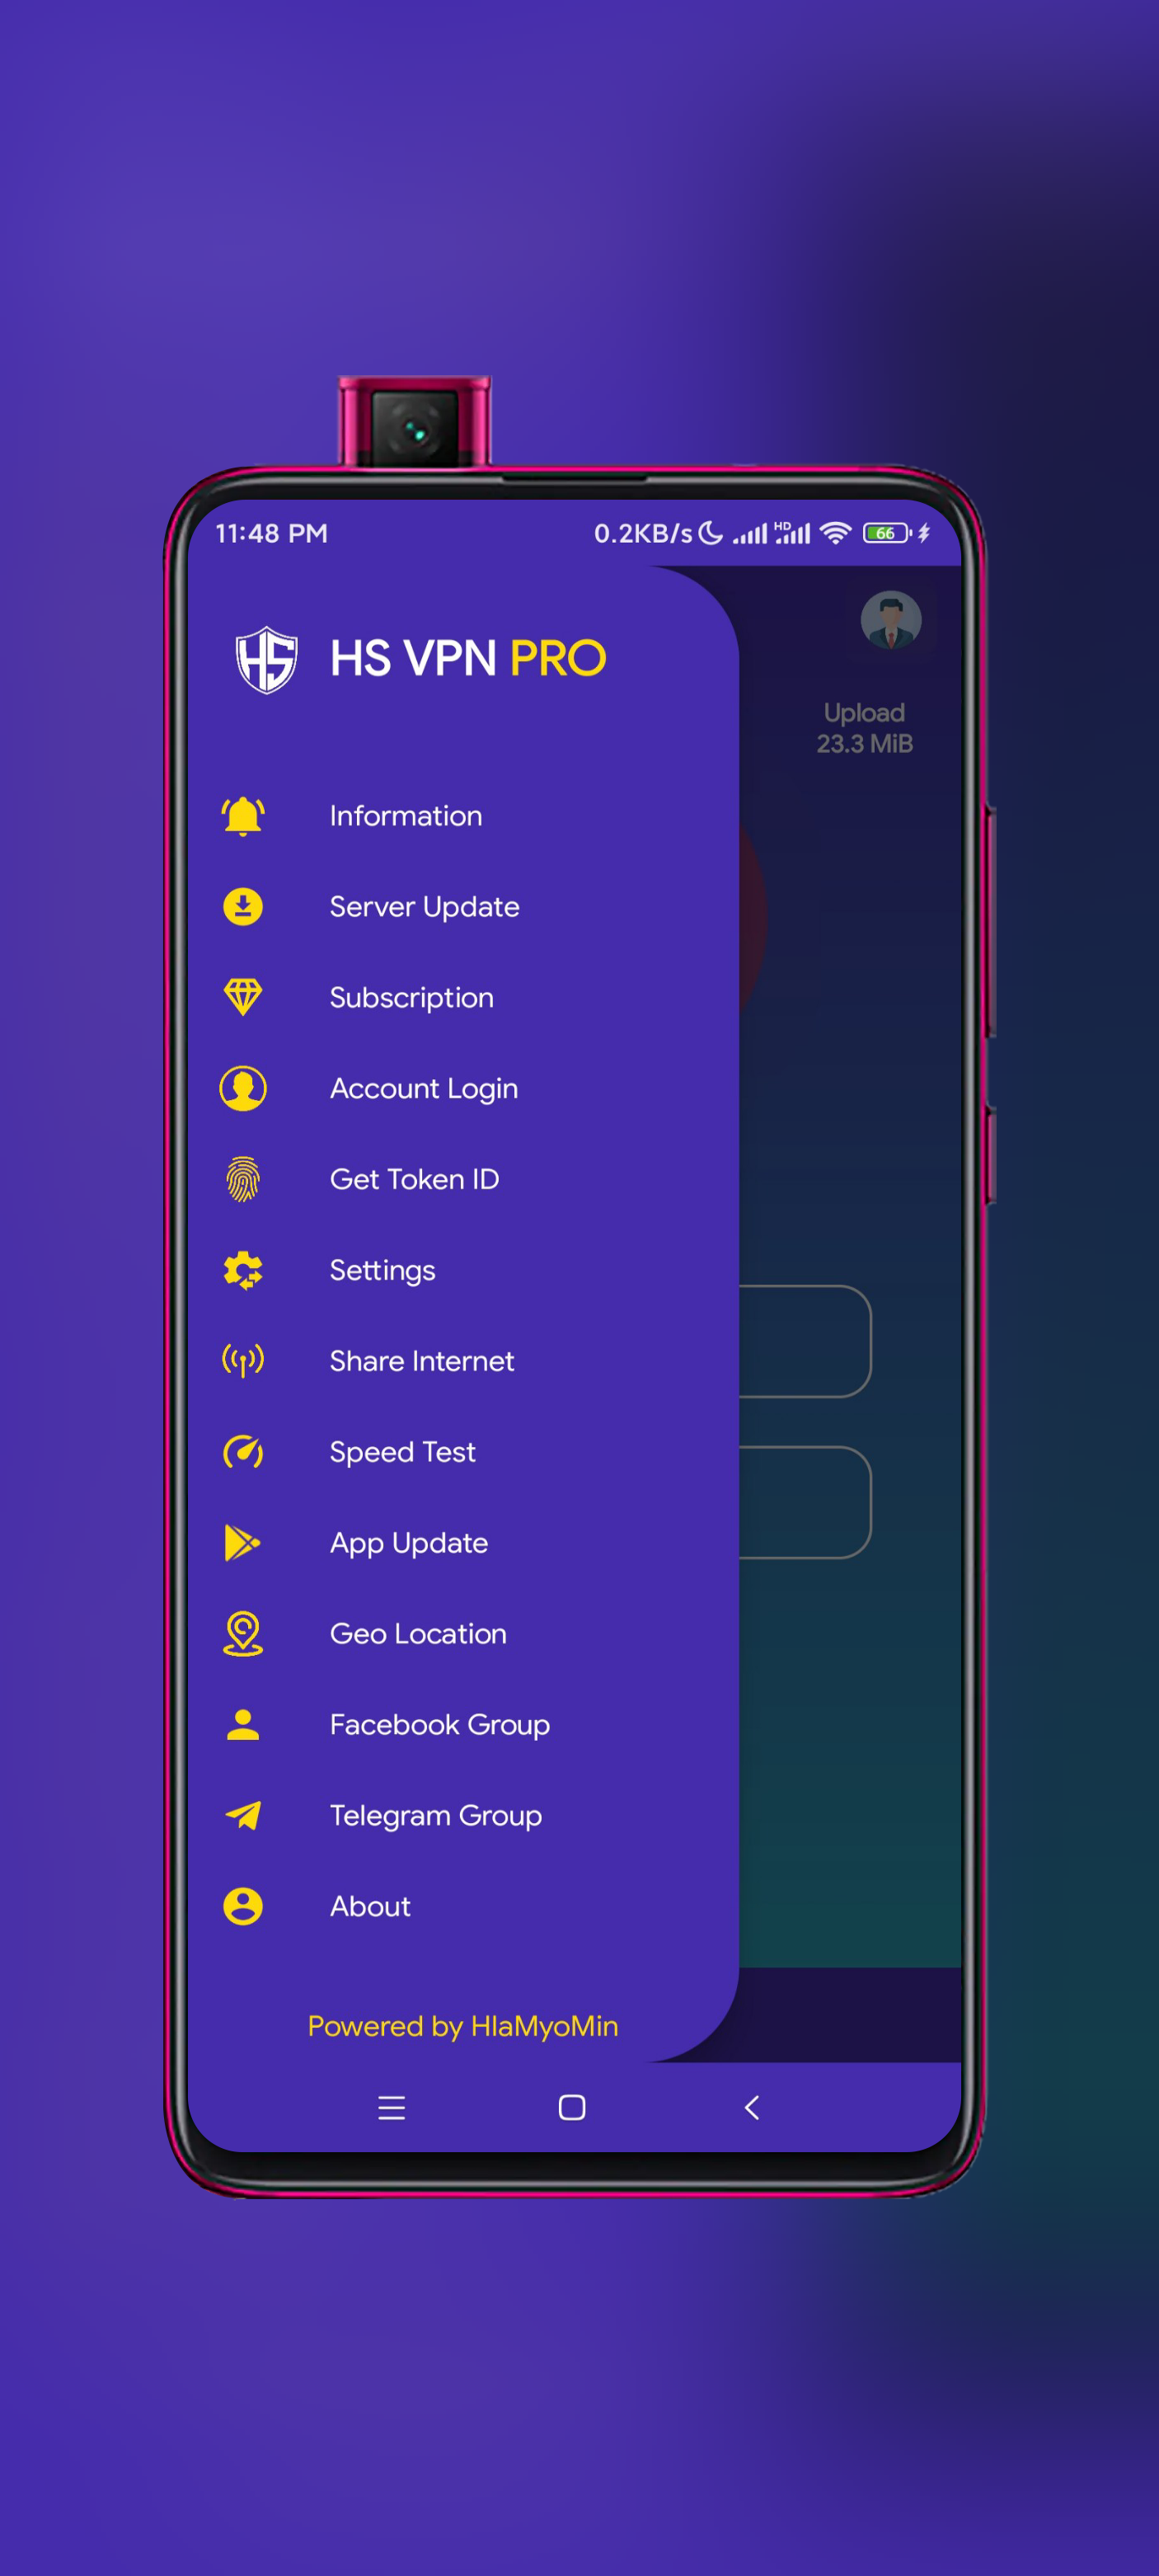 11:48 PM 0.2KB/s HD 66
HS HS VPN PRO
Upload
23.3 MiB
Information
Server Update
Subscription
Account Login
Get Token ID
Settings
Share Internet
Speed Test
App Update
Geo Location
Facebook Group
Telegram Group
About
Powered by HlaMyoMin